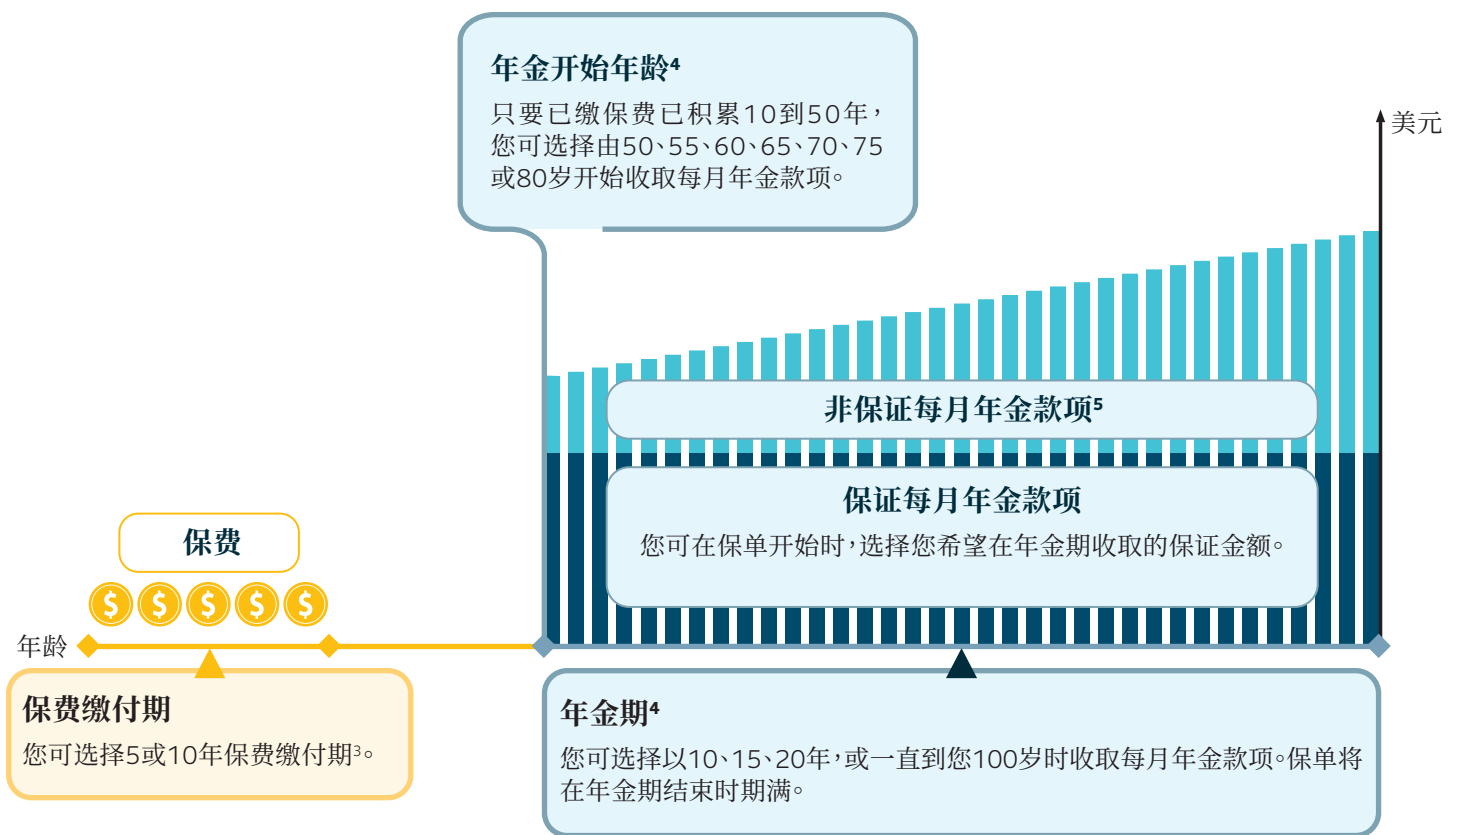 年金开始年龄4
只要已缴保费已积累10到50年，
您可选择由50、55、60、65、70、75
或80岁开始收取每月年金款项。
美元
非保证每月年金款项5
保证每月年金款项
您可在保单开始时，选择您希望在年金期收取的保证金额。
保费
$ $ $ $ $
年龄
保费缴付期
您可选择5或10年保费缴付期3。
年金期4
您可选择以10、15、20年，或一直到您100岁时收取每月年金款项。保单将
在年金期结束时期满。